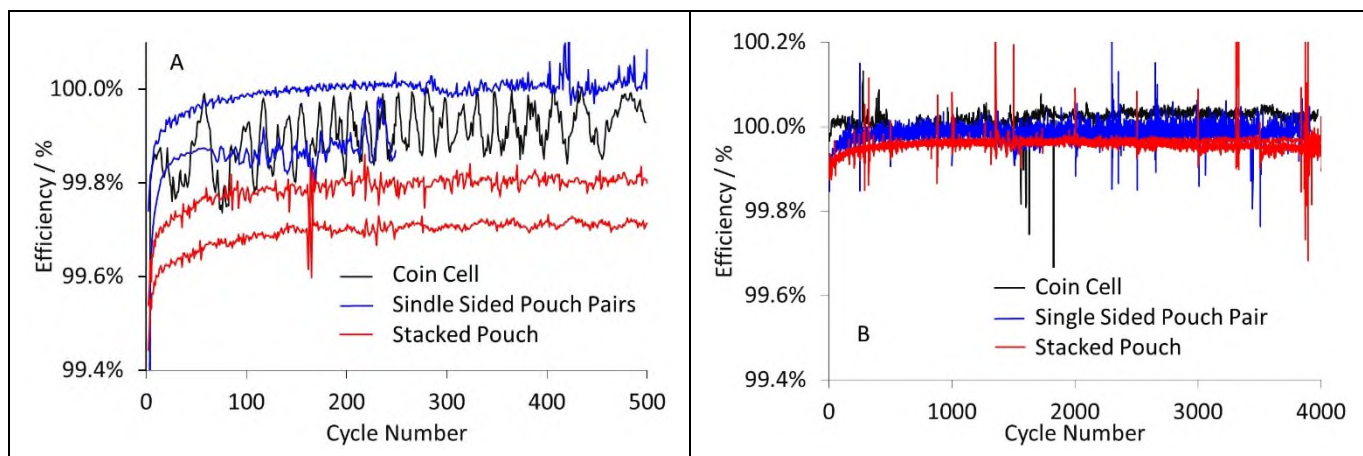 A
100.0%
99.8%
99.6%
99.4%
Efficiency / %
Coin Cell
Sindle Sided Pouch Pairs
Stacked Pouch
0 100 200 300 400 500
Cycle Number
100.2%
100.0%
99.8%
99.6%
99.4%
Efficiency / %
Coin Cell
Single Sided Pouch Pair
Stacked Pouch
B
0 1000 2000 3000 4000
Cycle Number